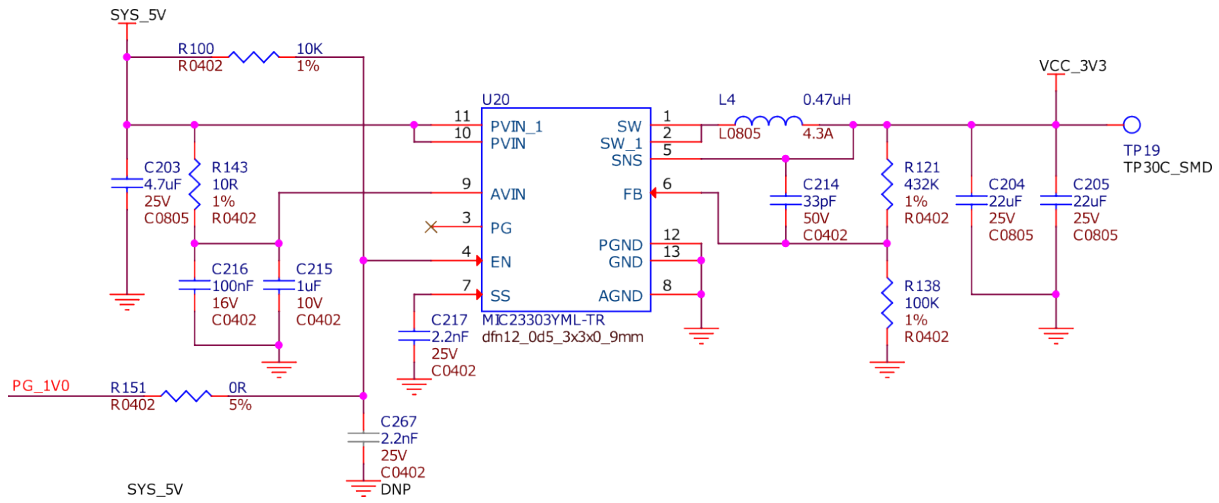 SYS_5V
R100
R0402
10K
1%
C203
4.7uF
25V
C0805
R143
10R
1%
R0402
C216
100nF
16V
C0402
C215
1uF
10V
C0402
C217
2.2nF
25V
C0402
PG_1V0
R151
R0402
0R
5%
C267
2.2nF
25V
C0402
DNP
SYS_5V
U20
11 PVIN_1
10 PVIN
9 AVIN
3 PG
4 EN
7 SS
SW 1
SW_1 2
SNS 5
FB 6
PGND 12
GND 13
AGND 8
MIC23303YML-TR
dfn12_0d5_3x3x0_9mm
L4
L0805
0.47uH
4.3A
C214
33pF
50V
C0402
R121
432K
1%
R0402
R138
100K
1%
R0402
C204
22uF
25V
C0805
C205
22uF
25V
C0805
VCC_3V3
TP19
TP30C_SMD